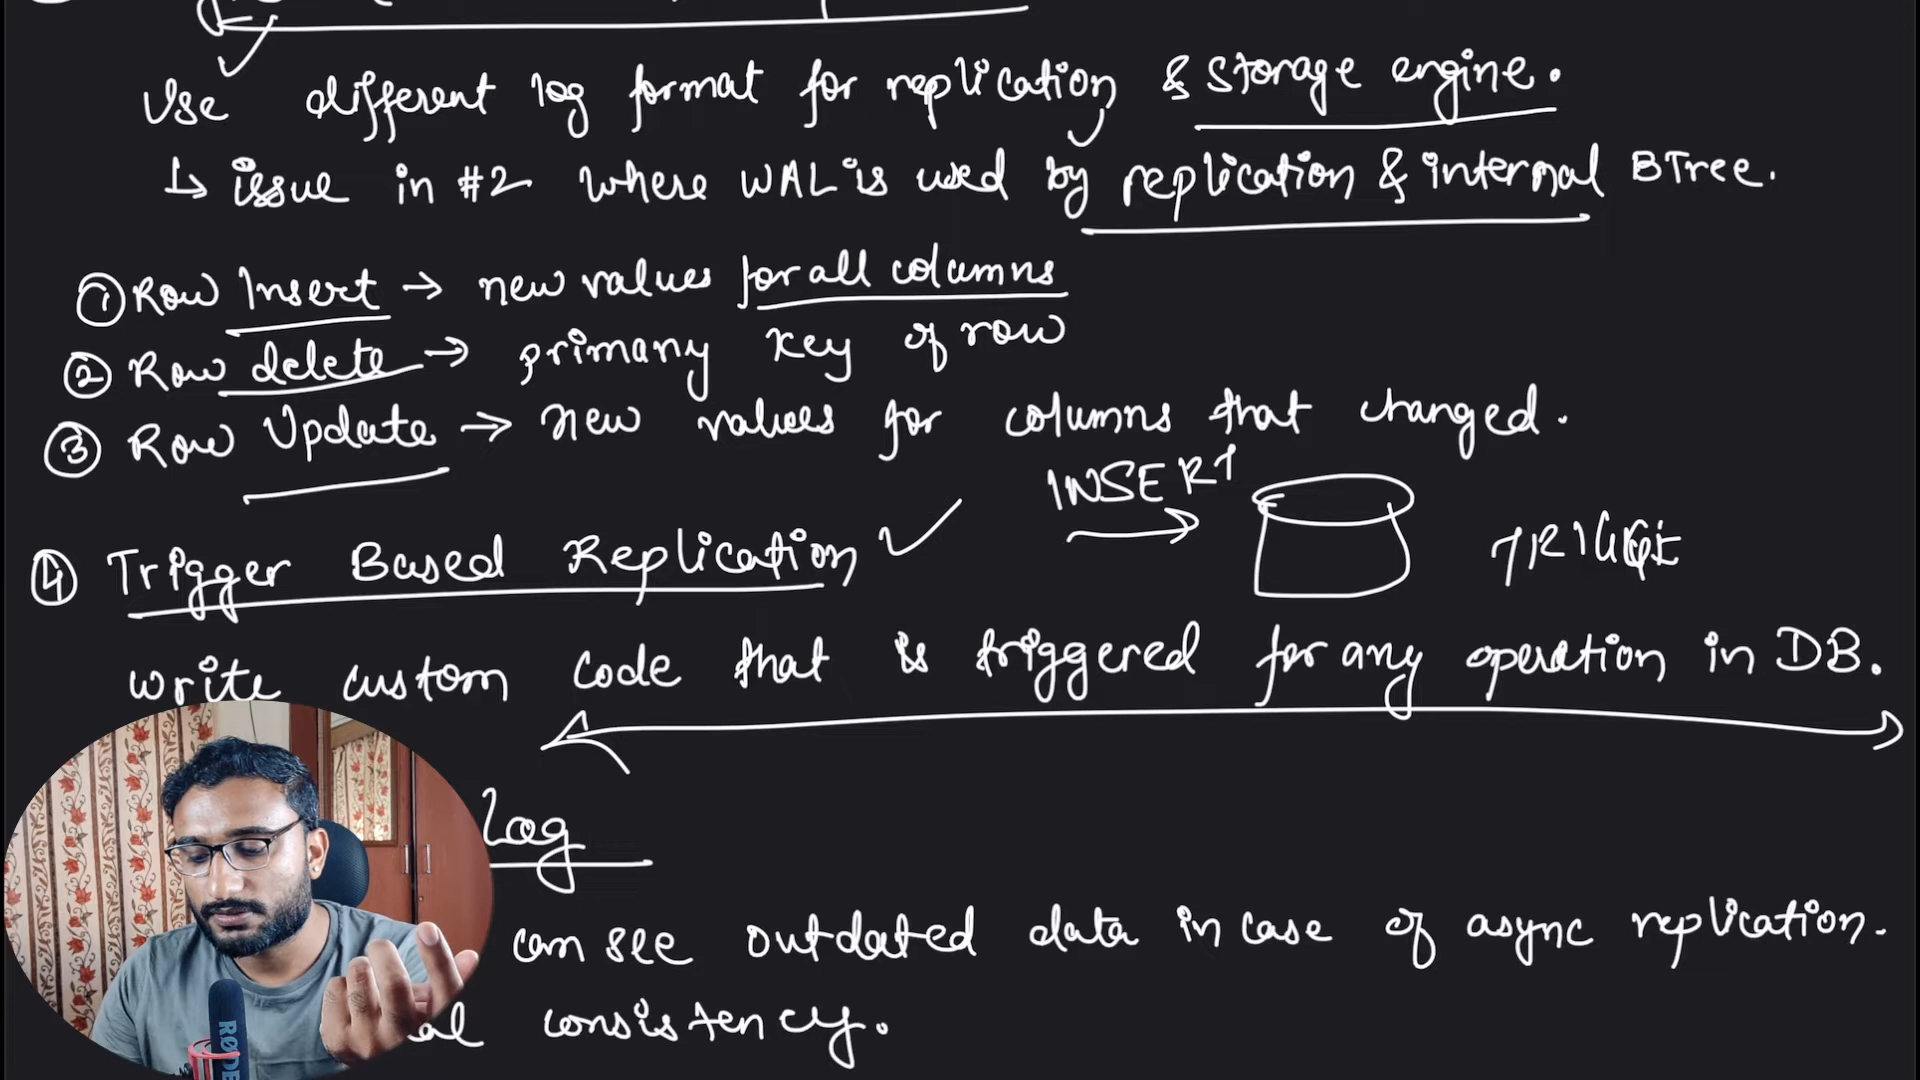 Use different log format for replication & storage engine.
↳ issue in #2 where WAL is used by replication & internal BTree.
① Row Insert → new values for all columns
② Row delete → primary key of row
③ Row Update → new values for columns that changed.
INSERT
④ Trigger Based Replication ✓
write custom code that is triggered for any operation in DB.
Lag
can see outdated data in case of async replication.
consistency.
RØDE